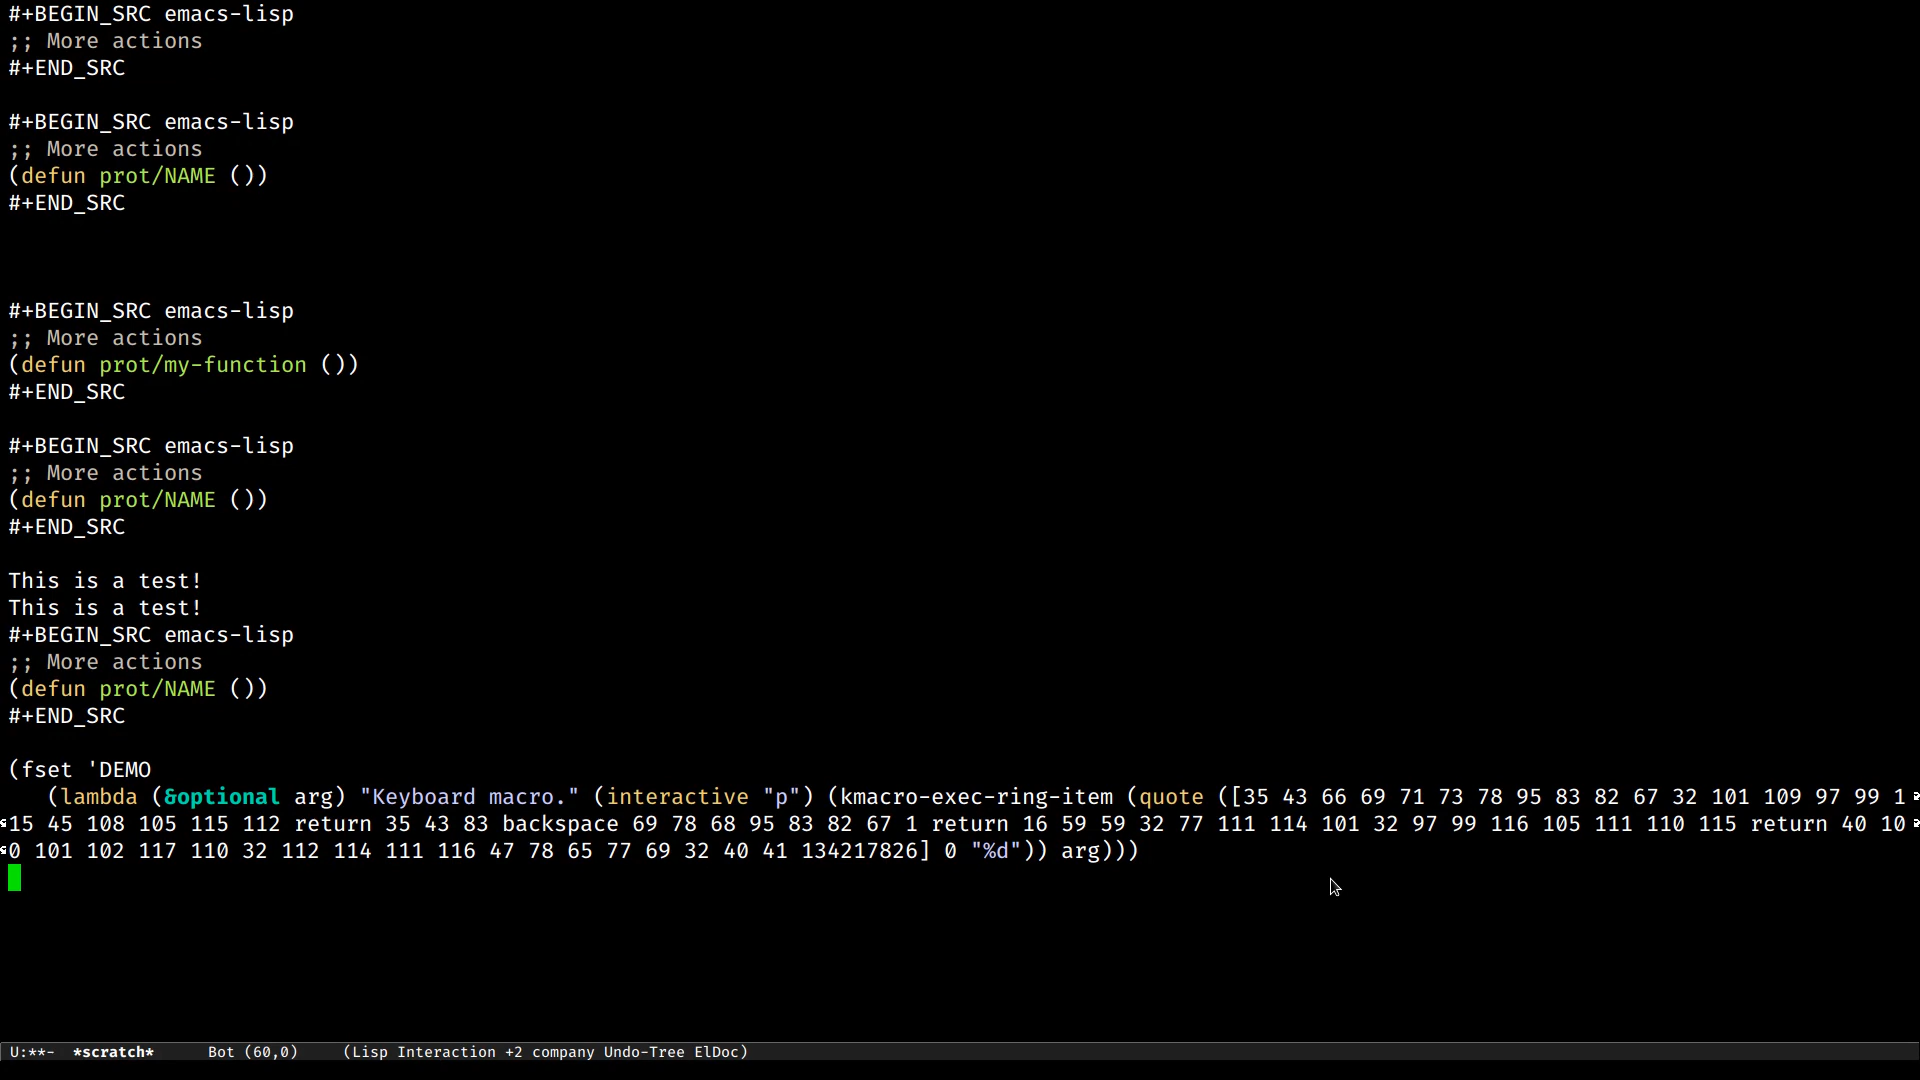 #+BEGIN_SRC emacs-lisp
;; More actions
#+END_SRC
#+BEGIN_SRC emacs-lisp
;; More actions
(defun prot/NAME ())
#+END_SRC
#+BEGIN_SRC emacs-lisp
;; More actions
(defun prot/my-function ())
#+END_SRC
#+BEGIN_SRC emacs-lisp
;; More actions
(defun prot/NAME ())
#+END_SRC
This is a test!
This is a test!
#+BEGIN_SRC emacs-lisp
;; More actions
(defun prot/NAME ())
#+END_SRC
(fset 'DEMO
   (lambda (&optional arg) "Keyboard macro." (interactive "p") (kmacro-exec-ring-item (quote ([35 43 66 69 71 73 78 95 83 82 67 32 101 109 97 99 1
15 45 108 105 115 112 return 35 43 83 backspace 69 78 68 95 83 82 67 1 return 16 59 59 32 77 111 114 101 32 97 99 116 105 111 110 115 return 40 10
0 101 102 117 110 32 112 114 111 116 47 78 65 77 69 32 40 41 134217826] 0 "%d")) arg)))
U:**-  *scratch*      Bot (60,0)     (Lisp Interaction +2 company Undo-Tree ElDoc)